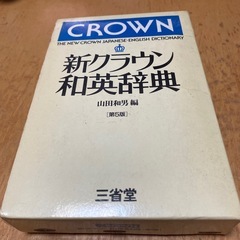 CROWN
THE NEW CROWN JAPANESE-ENGLISH DICTIONARY
新クラウン
和英辞典
山田和男 編
[第5版]
三省堂